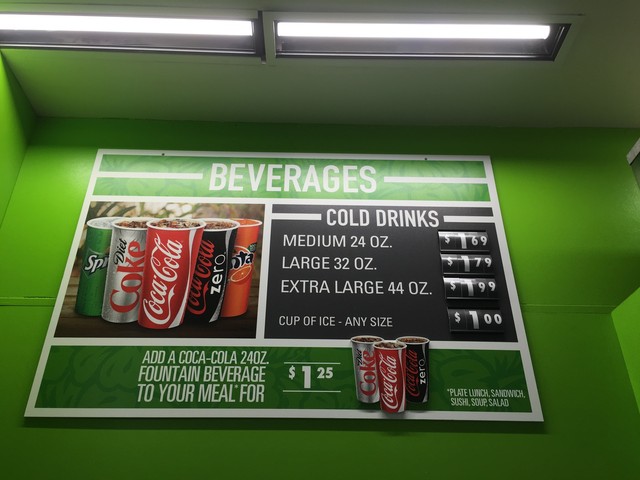 BEVERAGES
COLD DRINKS
MEDIUM 24 OZ. $1 69
LARGE 32 OZ. $1 79
EXTRA LARGE 44 OZ. $1 99
CUP OF ICE - ANY SIZE $1 00
Spr
Diet Coke
Coca-Cola
Coca-Cola zero
Fanta
ADD A COCA-COLA 24OZ.
FOUNTAIN BEVERAGE
TO YOUR MEAL* FOR
$1 25
Diet Coke
Coca-Cola
Coca-Cola zero
*PLATE LUNCH, SANDWICH,
SUSHI, SOUP, SALAD